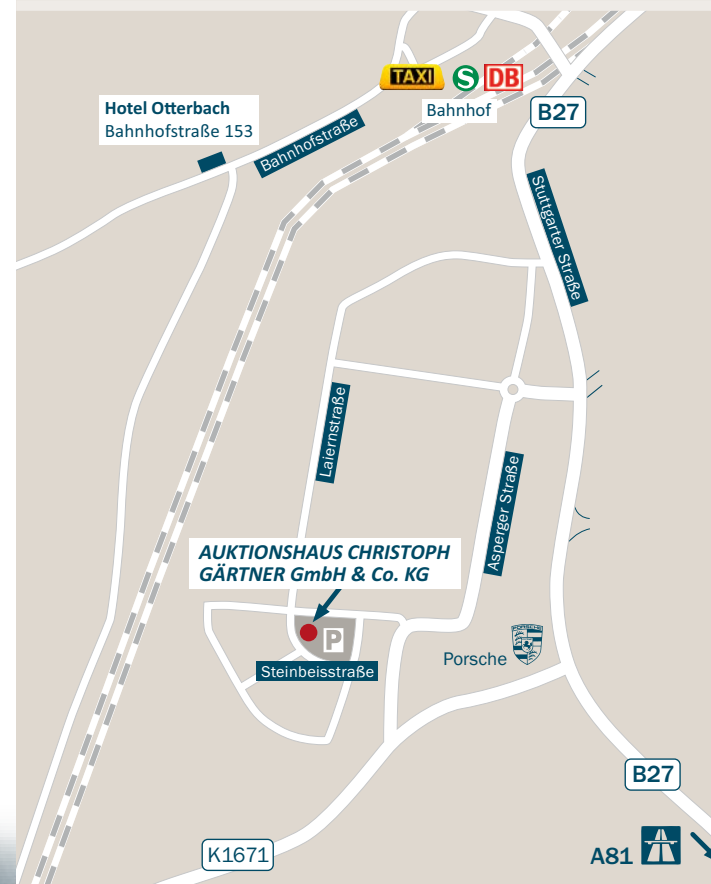 TAXI
S
DB
Bahnhof
B27
Hotel Otterbach
Bahnhofstraße 153
Bahnhofstraße
Stuttgarter Straße
Laiernstraße
Asperger Straße
AUKTIONSHAUS CHRISTOPH
GÄRTNER GmbH & Co. KG
P
Steinbeisstraße
Porsche
PORSCHE
B27
K1671
A81